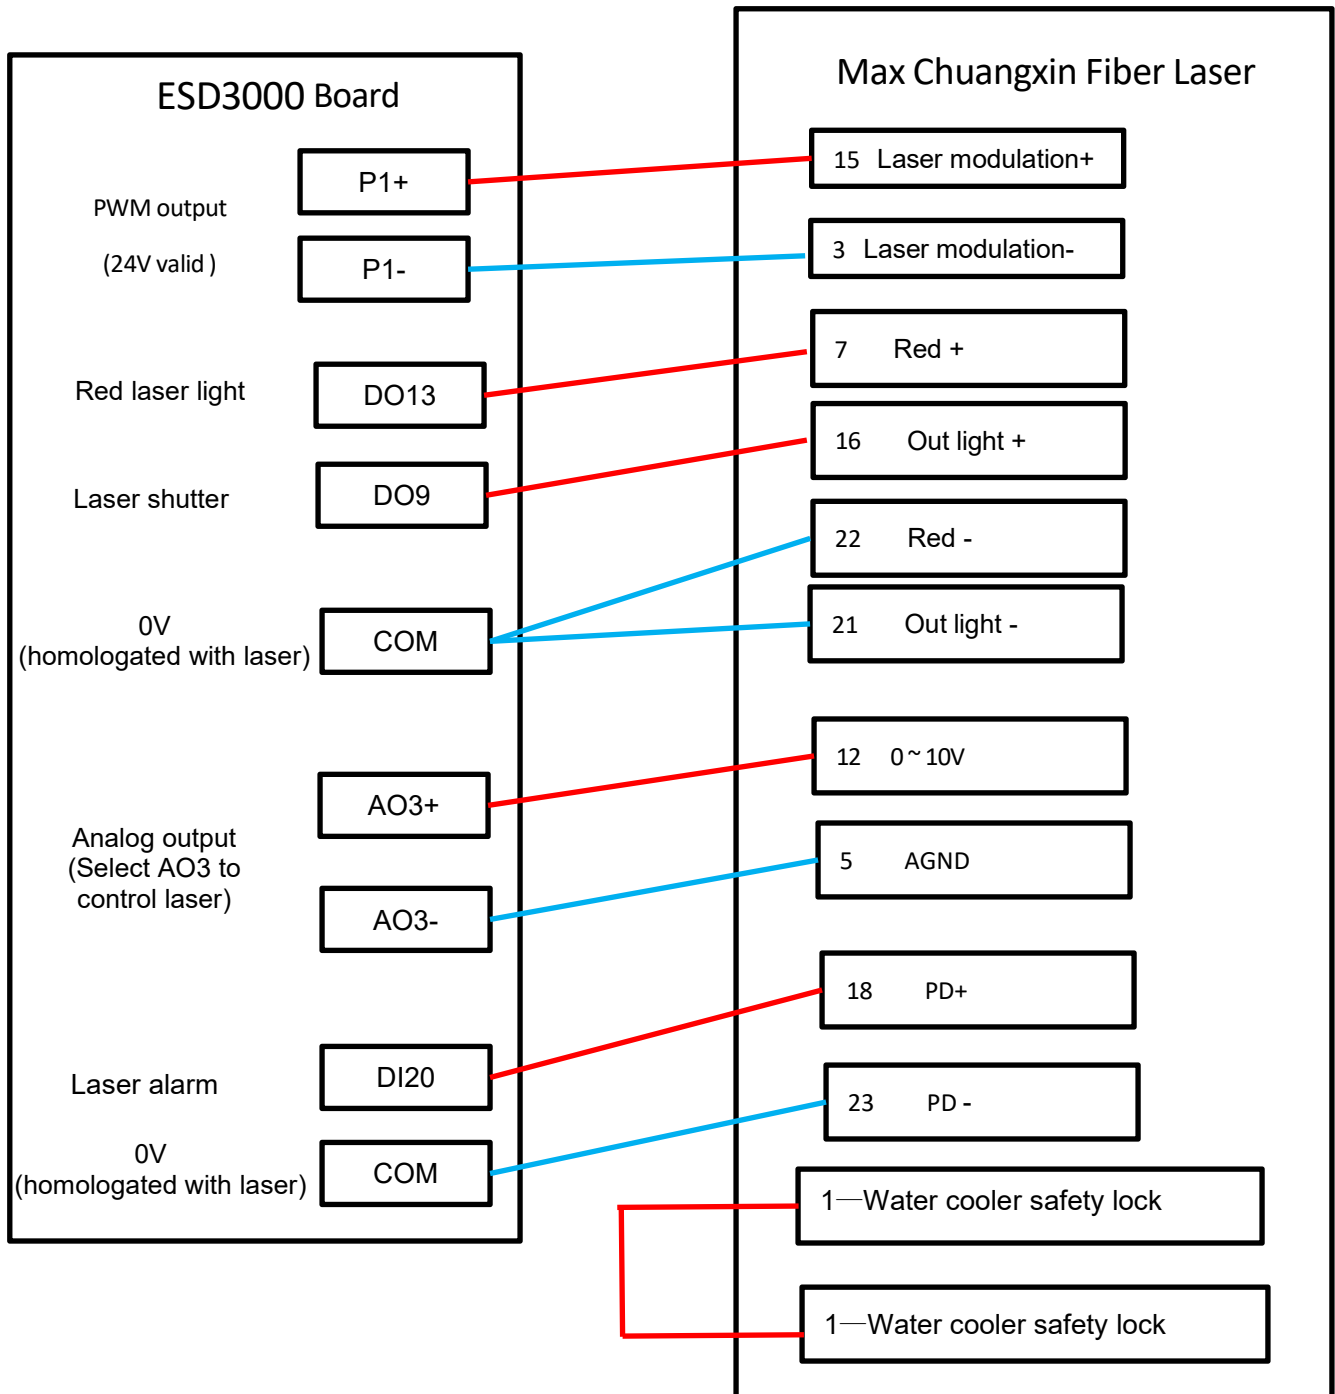 ESD3000 Board
PWM output
(24V valid )
P1+
P1-
Red laser light
DO13
Laser shutter
DO9
0V
(homologated with laser)
COM
Analog output
(Select AO3 to
control laser)
AO3+
AO3-
Laser alarm
DI20
0V
(homologated with laser)
COM
Max Chuangxin Fiber Laser
15 Laser modulation+
3 Laser modulation-
7 Red +
16 Out light +
22 Red -
21 Out light -
12 0 ~ 10V
5 AGND
18 PD+
23 PD -
1—Water cooler safety lock
1—Water cooler safety lock